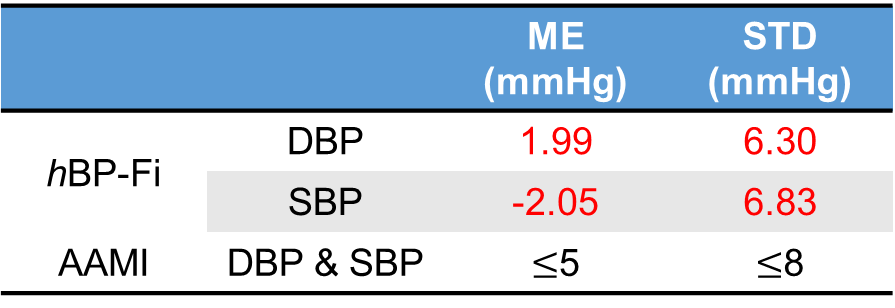 ME STD
(mmHg) (mmHg)
DBP 1.99 6.30
hBP-Fi
SBP -2.05 6.83
AAMI DBP & SBP ≤5 ≤8